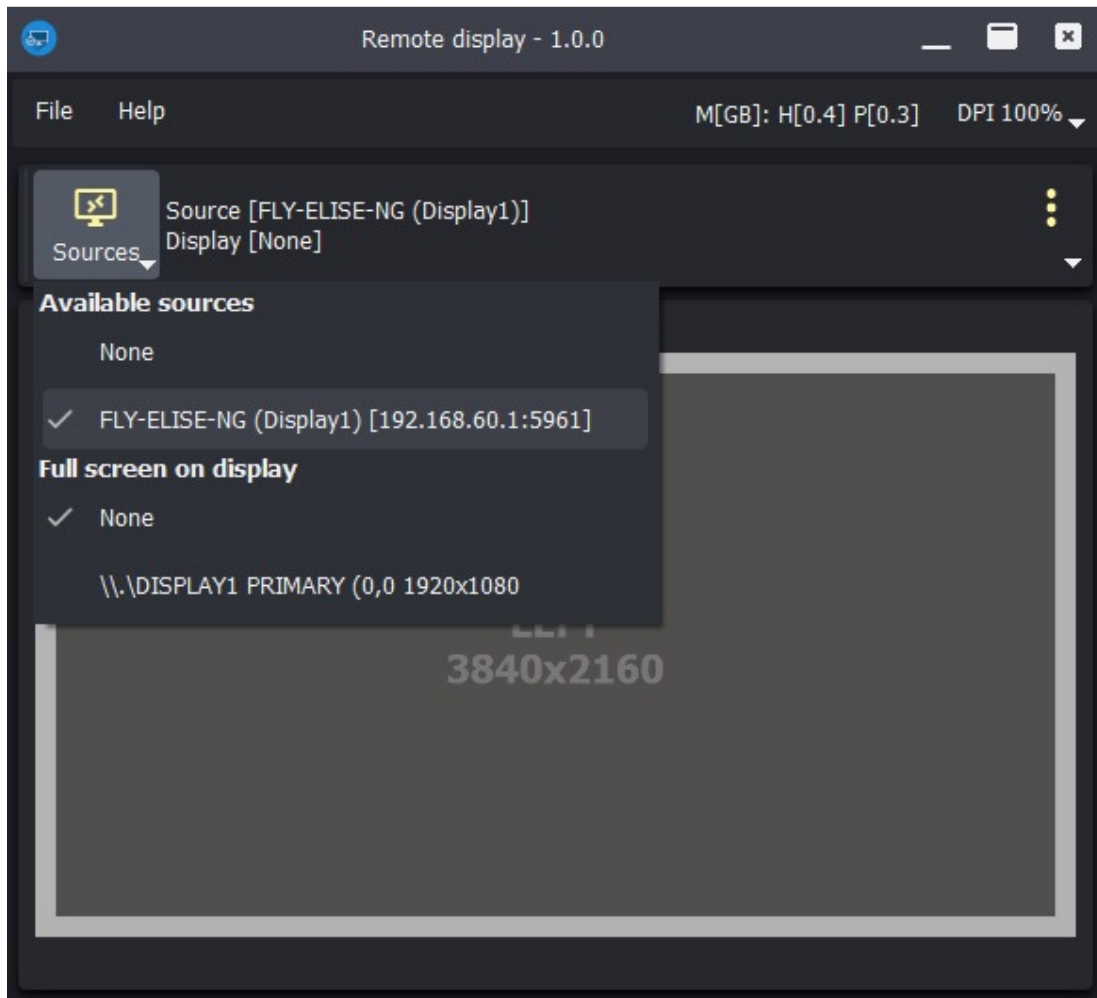 Remote display - 1.0.0
File Help M[GB]: H[0.4] P[0.3] DPI 100%
Sources
Source [FLY-ELISE-NG (Display1)]
Display [None]
Available sources
None
FLY-ELISE-NG (Display1) [192.168.60.1:5961]
Full screen on display
None
\\.\DISPLAY1 PRIMARY (0,0 1920x1080
3840x2160